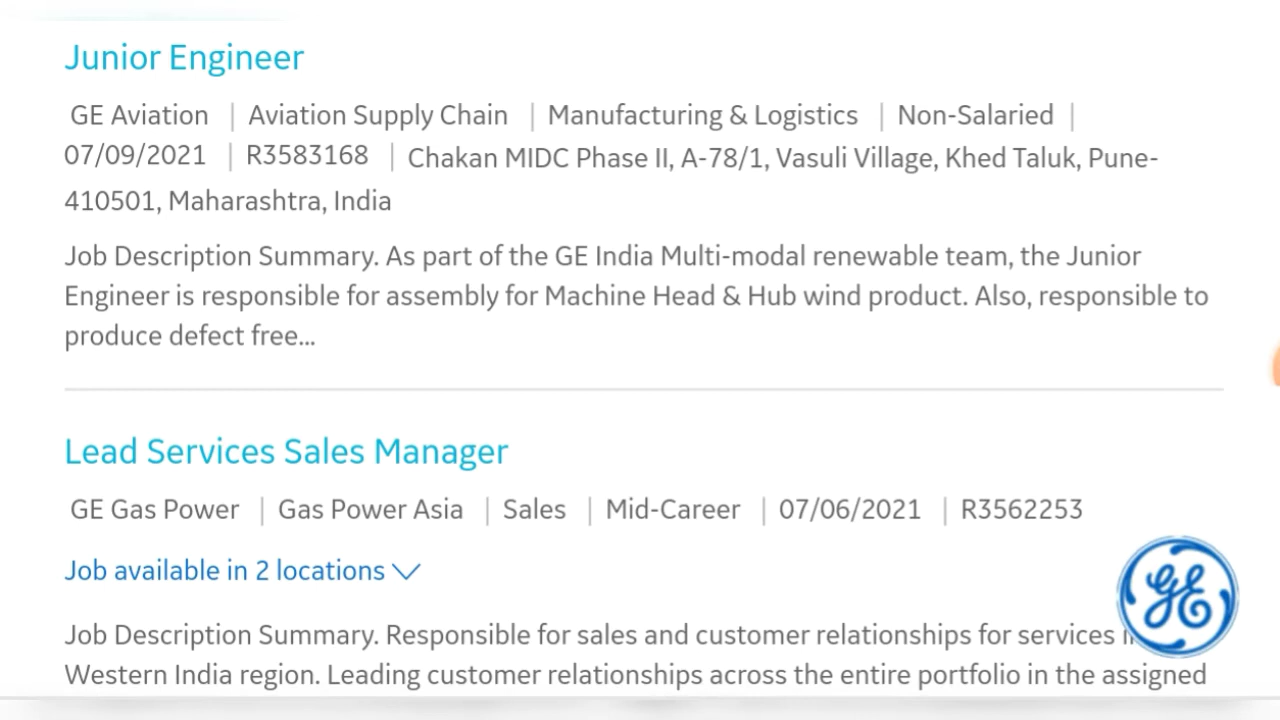 Junior Engineer
GE Aviation | Aviation Supply Chain | Manufacturing & Logistics | Non-Salaried |
07/09/2021 | R3583168 | Chakan MIDC Phase II, A-78/1, Vasuli Village, Khed Taluk, Pune-
410501, Maharashtra, India
Job Description Summary. As part of the GE India Multi-modal renewable team, the Junior
Engineer is responsible for assembly for Machine Head & Hub wind product. Also, responsible to
produce defect free...
Lead Services Sales Manager
GE Gas Power | Gas Power Asia | Sales | Mid-Career | 07/06/2021 | R3562253
Job available in 2 locations
GE
Job Description Summary. Responsible for sales and customer relationships for services
Western India region. Leading customer relationships across the entire portfolio in the assigned